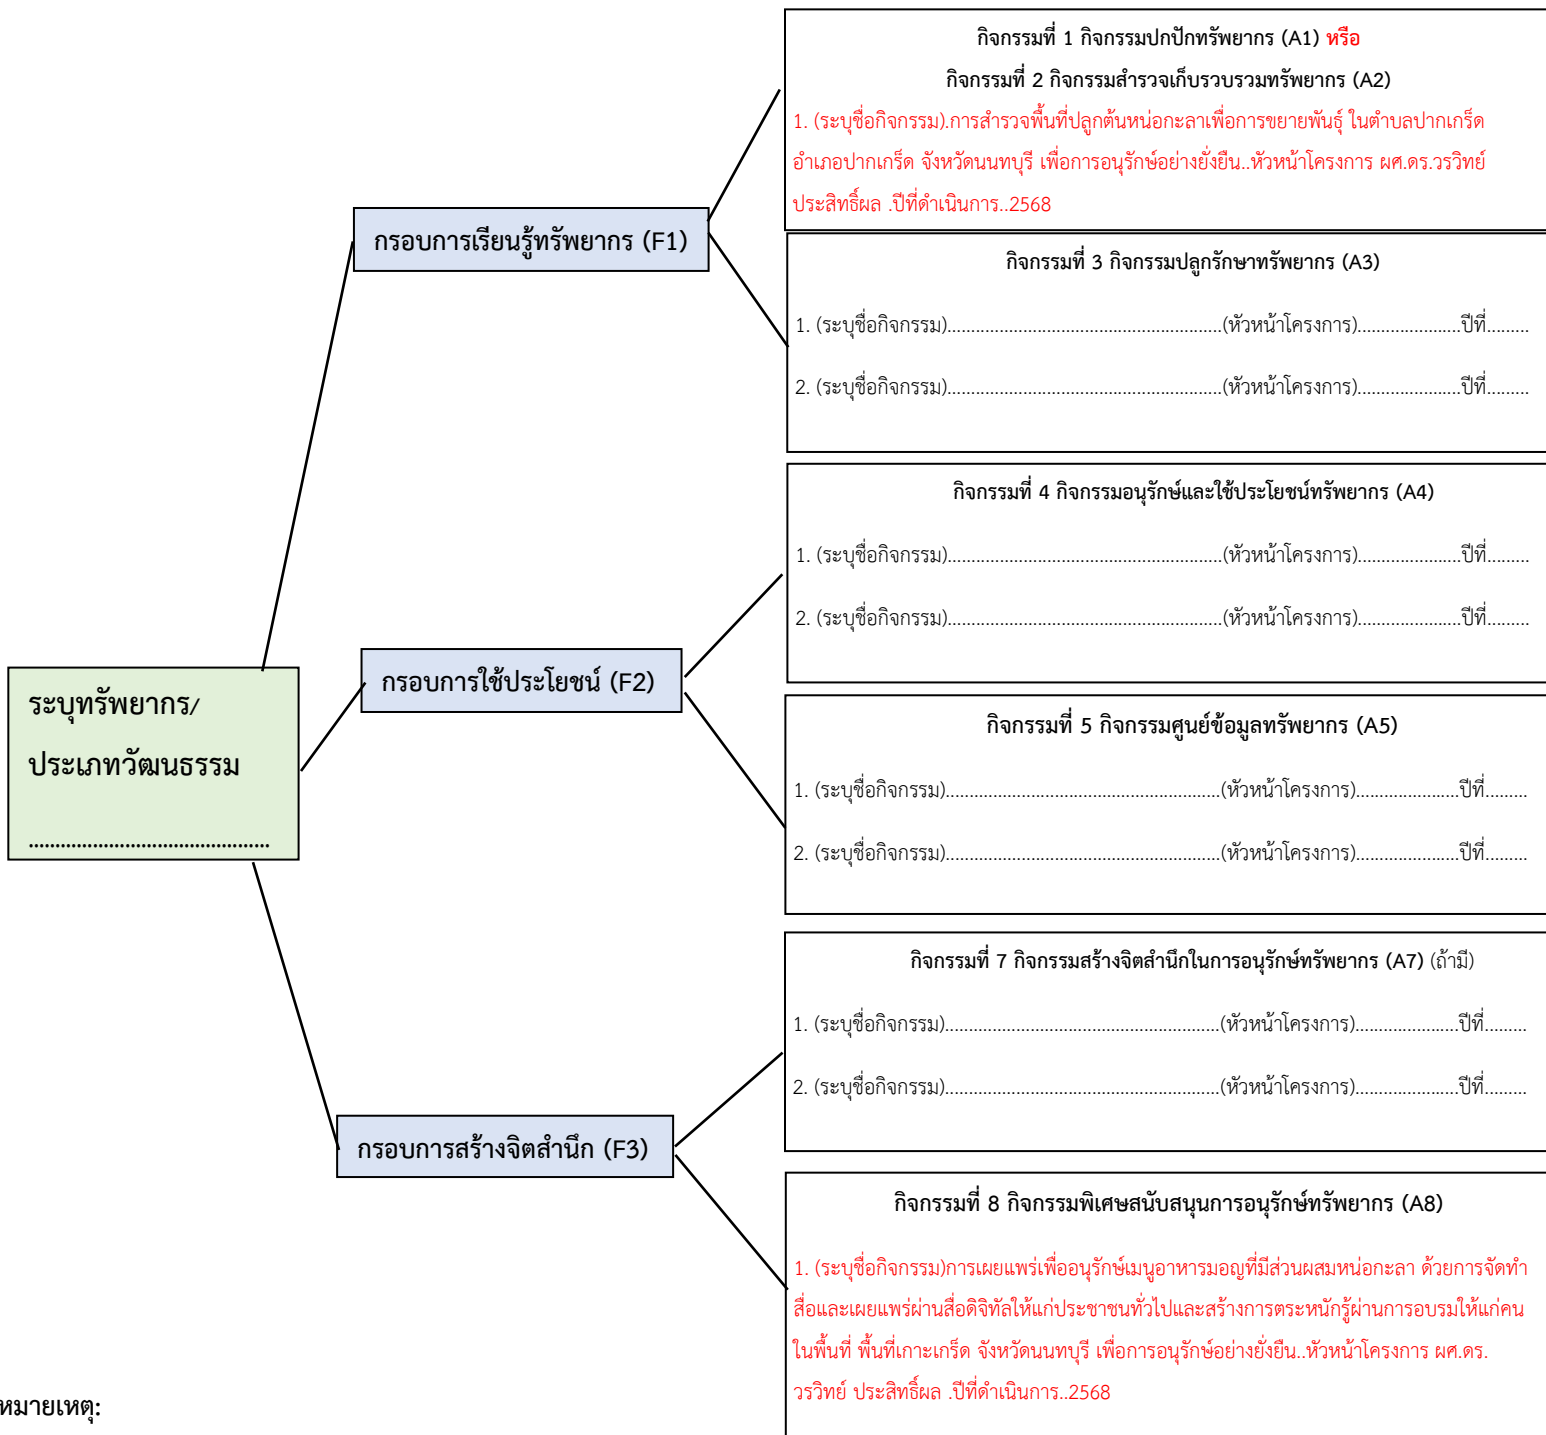 กิจกรรมที่ 1 กิจกรรมปกปักทรัพยากร (A1) หรือ
กิจกรรมที่ 2 กิจกรรมสำรวจเก็บรวบรวมทรัพยากร (A2)
1. (ระบุชื่อกิจกรรม).การสำรวจพื้นที่ปลูกต้นหน่อกะลาเพื่อการขยายพันธุ์ ในตำบลปากเกร็ด
อำเภอปากเกร็ด จังหวัดนนทบุรี เพื่อการอนุรักษ์อย่างยั่งยืน..หัวหน้าโครงการ ผศ.ดร.วรวิทย์
ประสิทธิ์ผล .ปีที่ดำเนินการ..2568
กรอบการเรียนรู้ทรัพยากร (F1)
กิจกรรมที่ 3 กิจกรรมปลูกรักษาทรัพยากร (A3)
1. (ระบุชื่อกิจกรรม)..........................................................(หัวหน้าโครงการ)......................ปีที่.........
2. (ระบุชื่อกิจกรรม)..........................................................(หัวหน้าโครงการ)......................ปีที่.........
กิจกรรมที่ 4 กิจกรรมอนุรักษ์และใช้ประโยชน์ทรัพยากร (A4)
1. (ระบุชื่อกิจกรรม)..........................................................(หัวหน้าโครงการ)......................ปีที่.........
2. (ระบุชื่อกิจกรรม)..........................................................(หัวหน้าโครงการ)......................ปีที่.........
กรอบการใช้ประโยชน์ (F2)
ระบุทรัพยากร/
ประเภทวัฒนธรรม
.............................................
กิจกรรมที่ 5 กิจกรรมศูนย์ข้อมูลทรัพยากร (A5)
1. (ระบุชื่อกิจกรรม)..........................................................(หัวหน้าโครงการ)......................ปีที่.........
2. (ระบุชื่อกิจกรรม)..........................................................(หัวหน้าโครงการ)......................ปีที่.........
กิจกรรมที่ 7 กิจกรรมสร้างจิตสำนึกในการอนุรักษ์ทรัพยากร (A7) (ถ้ามี)
1. (ระบุชื่อกิจกรรม)..........................................................(หัวหน้าโครงการ)......................ปีที่.........
2. (ระบุชื่อกิจกรรม)..........................................................(หัวหน้าโครงการ)......................ปีที่.........
กรอบการสร้างจิตสำนึก (F3)
กิจกรรมที่ 8 กิจกรรมพิเศษสนับสนุนการอนุรักษ์ทรัพยากร (A8)
1. (ระบุชื่อกิจกรรม)การเผยแพร่เพื่ออนุรักษ์เมนูอาหารมอญที่มีส่วนผสมหน่อกะลา ด้วยการจัดทำ
สื่อและเผยแพร่ผ่านสื่อดิจิทัลให้แก่ประชาชนทั่วไปและสร้างการตระหนักรู้ผ่านการอบรมให้แก่คน
ในพื้นที่ พื้นที่เกาะเกร็ด จังหวัดนนทบุรี เพื่อการอนุรักษ์อย่างยั่งยืน..หัวหน้าโครงการ ผศ.ดร.
วรวิทย์ ประสิทธิ์ผล .ปีที่ดำเนินการ..2568
หมายเหตุ: